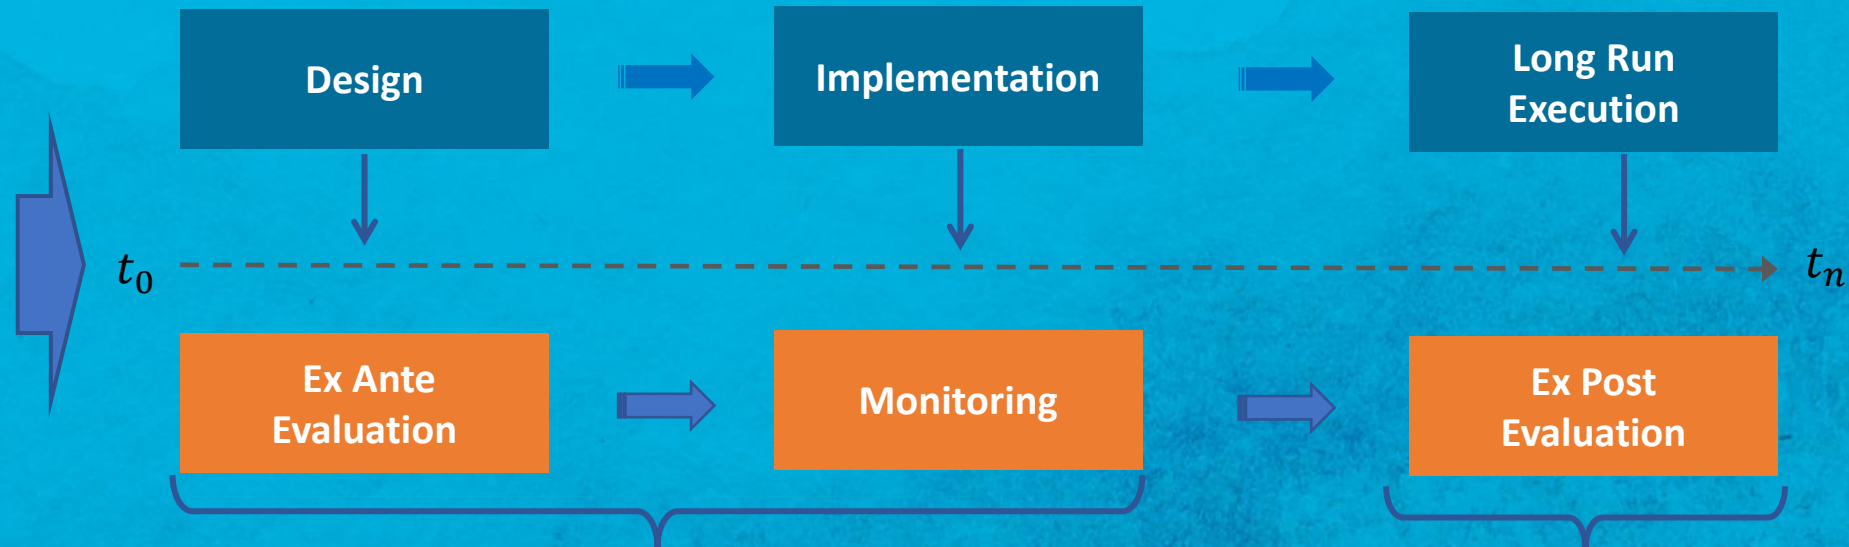 Design
Implementation
Long Run
Execution
t₀
tₙ
Ex Ante
Evaluation
Monitoring
Ex Post
Evaluation